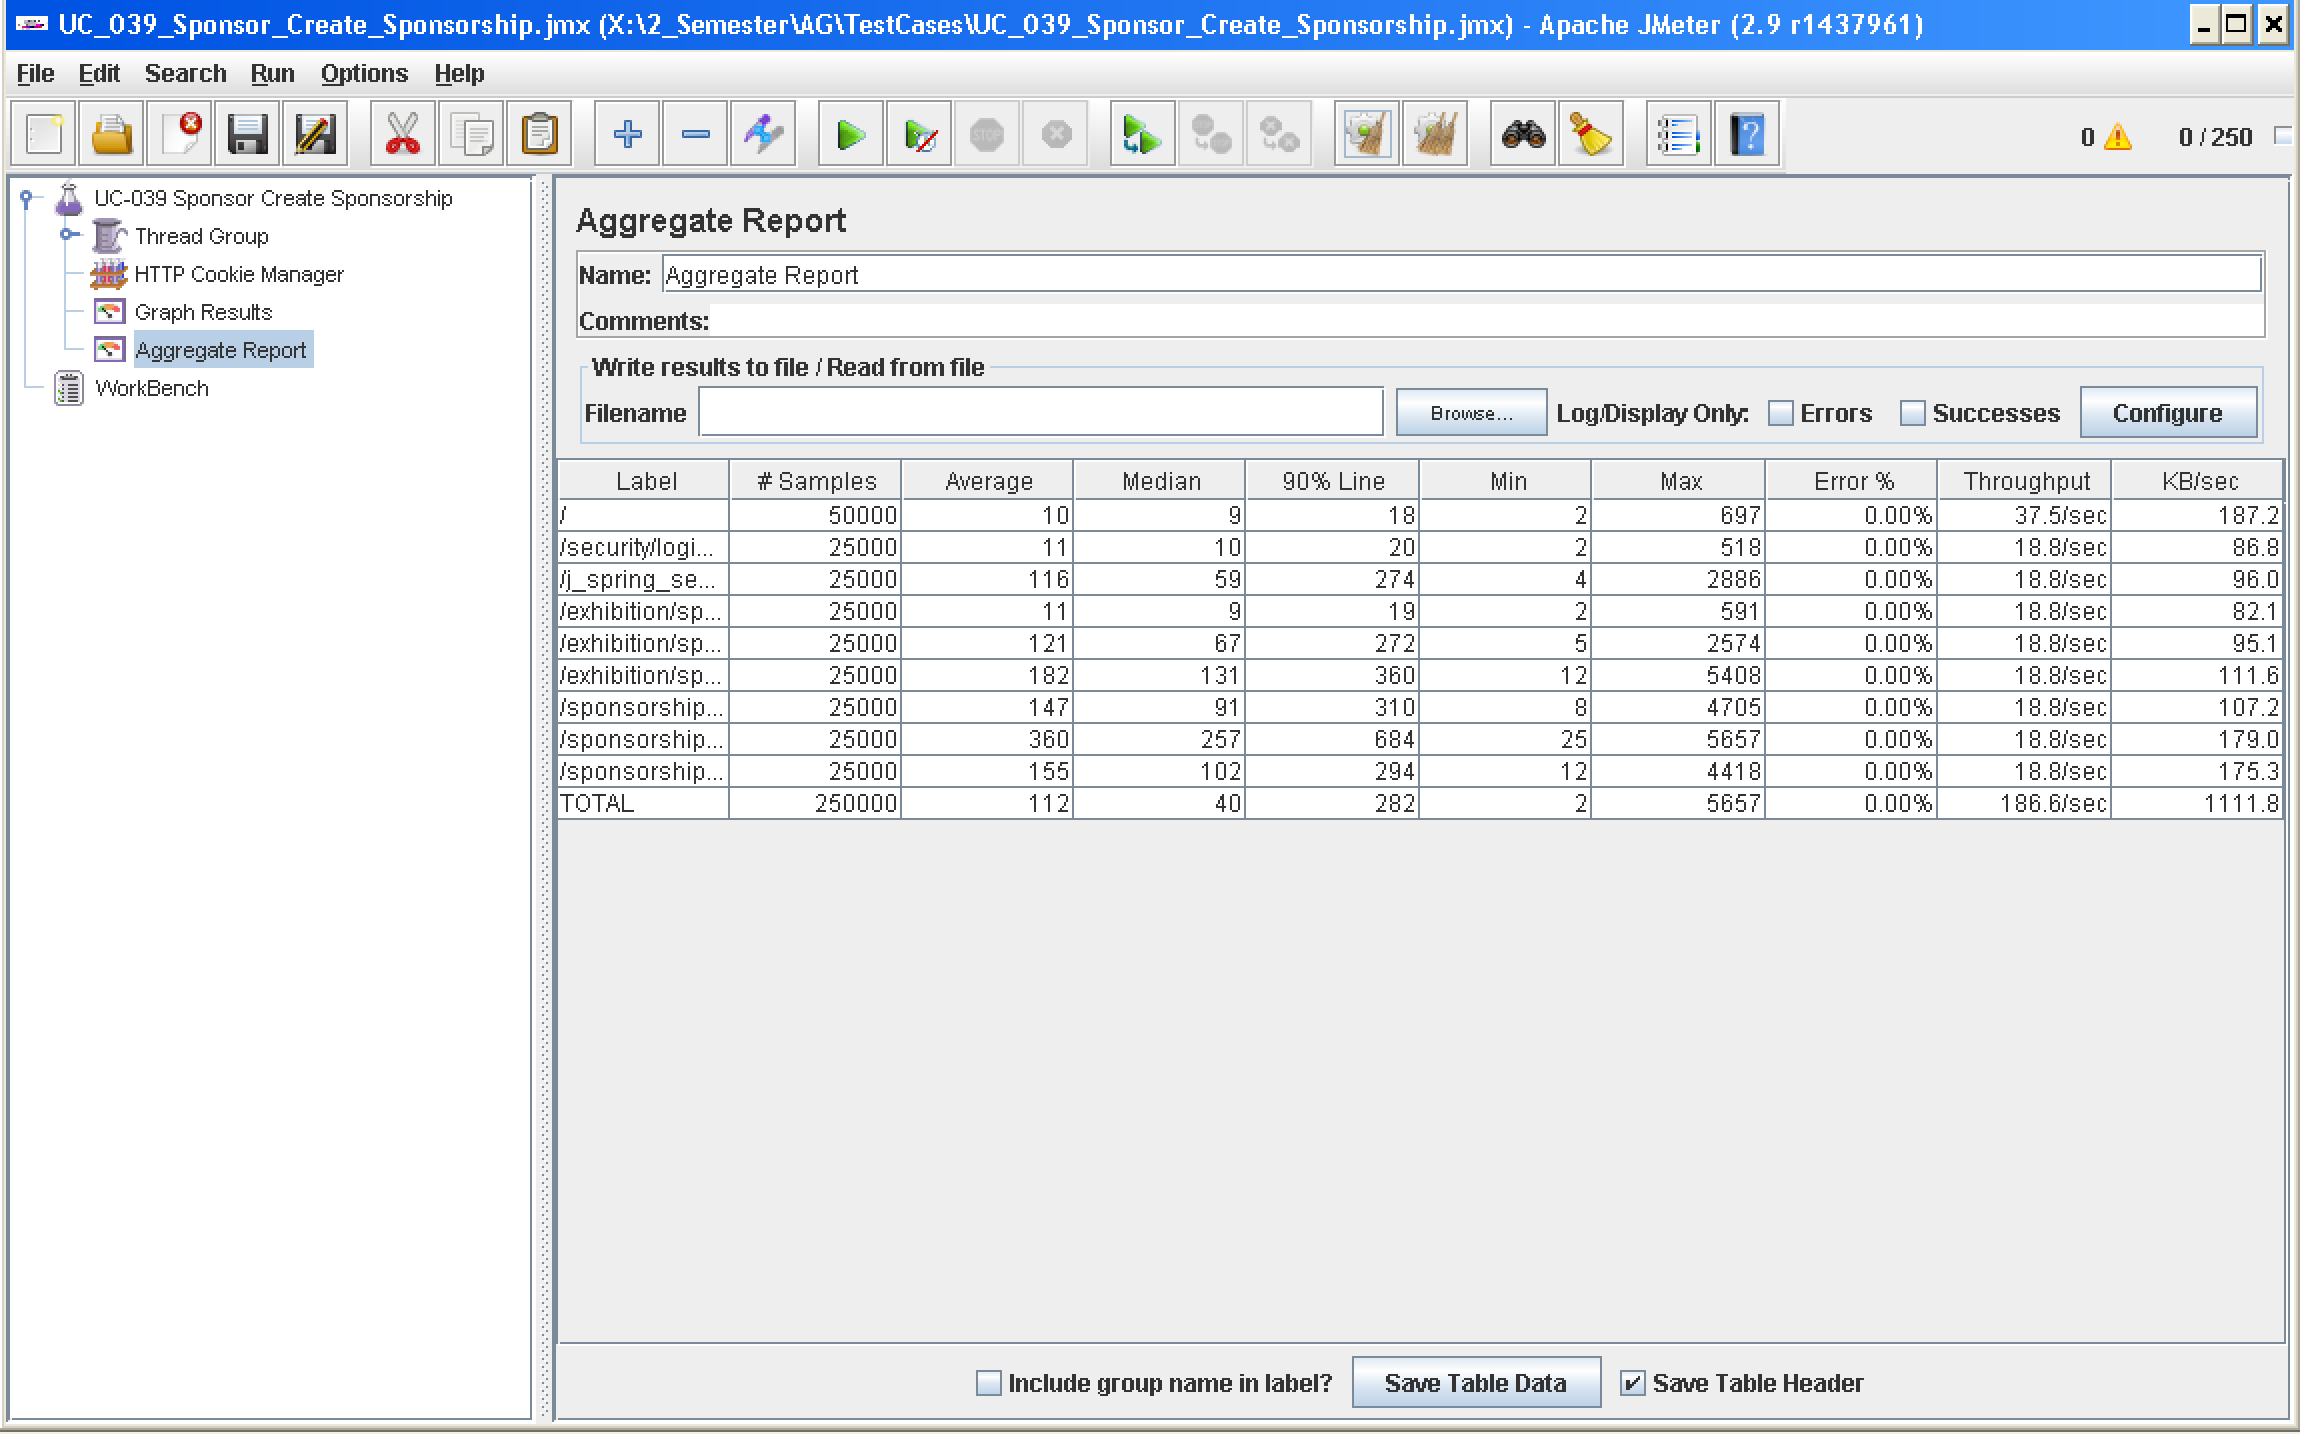 UC_039_Sponsor_Create_Sponsorship.jmx (X:\2_Semester\AG\TestCases\UC_039_Sponsor_Create_Sponsorship.jmx) - Apache JMeter (2.9 r1437961)
File Edit Search Run Options Help
STOP 0 0 / 250
UC-039 Sponsor Create Sponsorship
Thread Group
HTTP Cookie Manager
Graph Results
Aggregate Report
WorkBench
Aggregate Report
Name: Aggregate Report
Comments:
Write results to file / Read from file
Filename Browse... Log/Display Only: Errors Successes Configure
Label # Samples Average Median 90% Line Min Max Error % Throughput KB/sec
/ 50000 10 9 18 2 697 0.00% 37.5/sec 187.2
/security/logi... 25000 11 10 20 2 518 0.00% 18.8/sec 86.8
/j_spring_se... 25000 116 59 274 4 2886 0.00% 18.8/sec 96.0
/exhibition/sp... 25000 11 9 19 2 591 0.00% 18.8/sec 82.1
/exhibition/sp... 25000 121 67 272 5 2574 0.00% 18.8/sec 95.1
/exhibition/sp... 25000 182 131 360 12 5408 0.00% 18.8/sec 111.6
/sponsorship... 25000 147 91 310 8 4705 0.00% 18.8/sec 107.2
/sponsorship... 25000 360 257 684 25 5657 0.00% 18.8/sec 179.0
/sponsorship... 25000 155 102 294 12 4418 0.00% 18.8/sec 175.3
TOTAL 250000 112 40 282 2 5657 0.00% 186.6/sec 1111.8
Include group name in label? Save Table Data Save Table Header